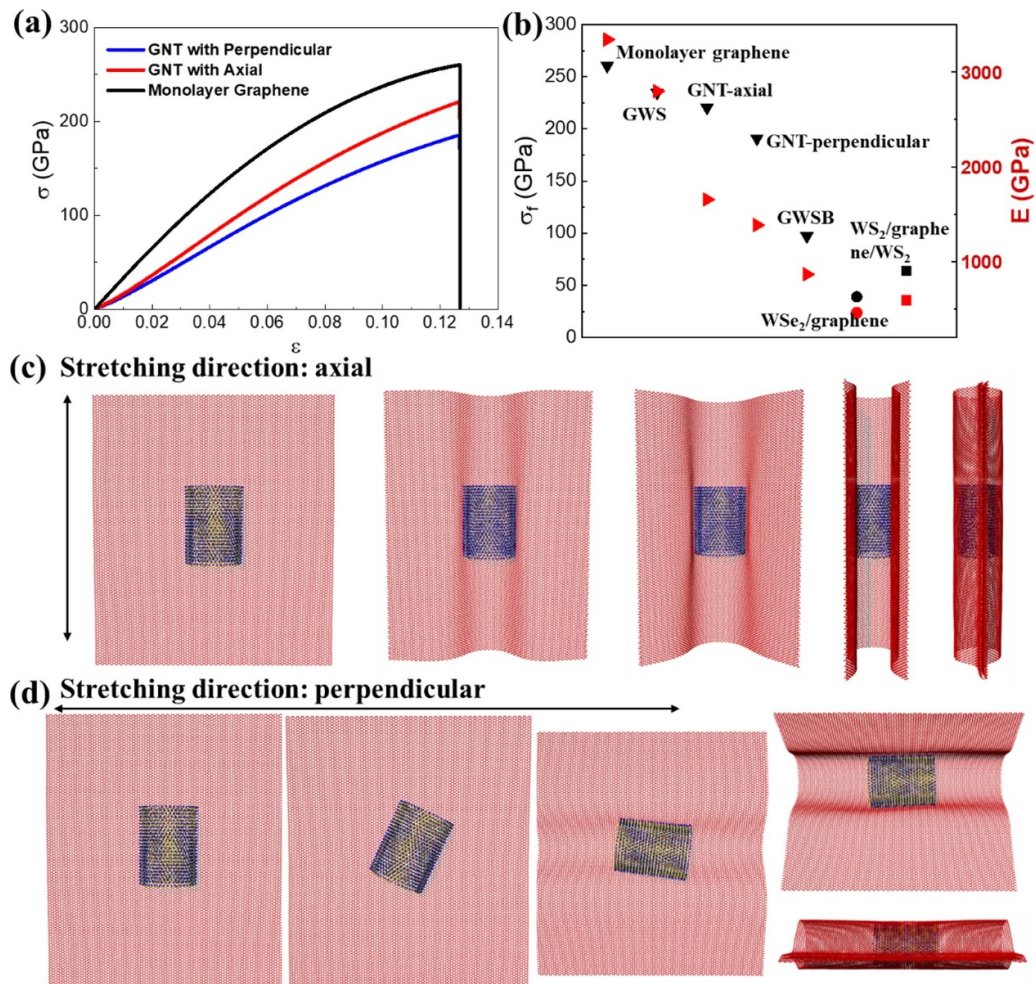 (a)
300
200
100
0
σ (GPa)
GNT with Perpendicular
GNT with Axial
Monolayer Graphene
0.00 0.02 0.04 0.06 0.08 0.10 0.12 0.14
ε
(b)
300
250
200
150
100
50
0
σf (GPa)
Monolayer graphene
GWS
GNT-axial
GNT-perpendicular
GWSB
WS2/graphe
ne/WS2
WSe2/graphene
3000
2000
1000
E (GPa)
(c) Stretching direction: axial
(d) Stretching direction: perpendicular